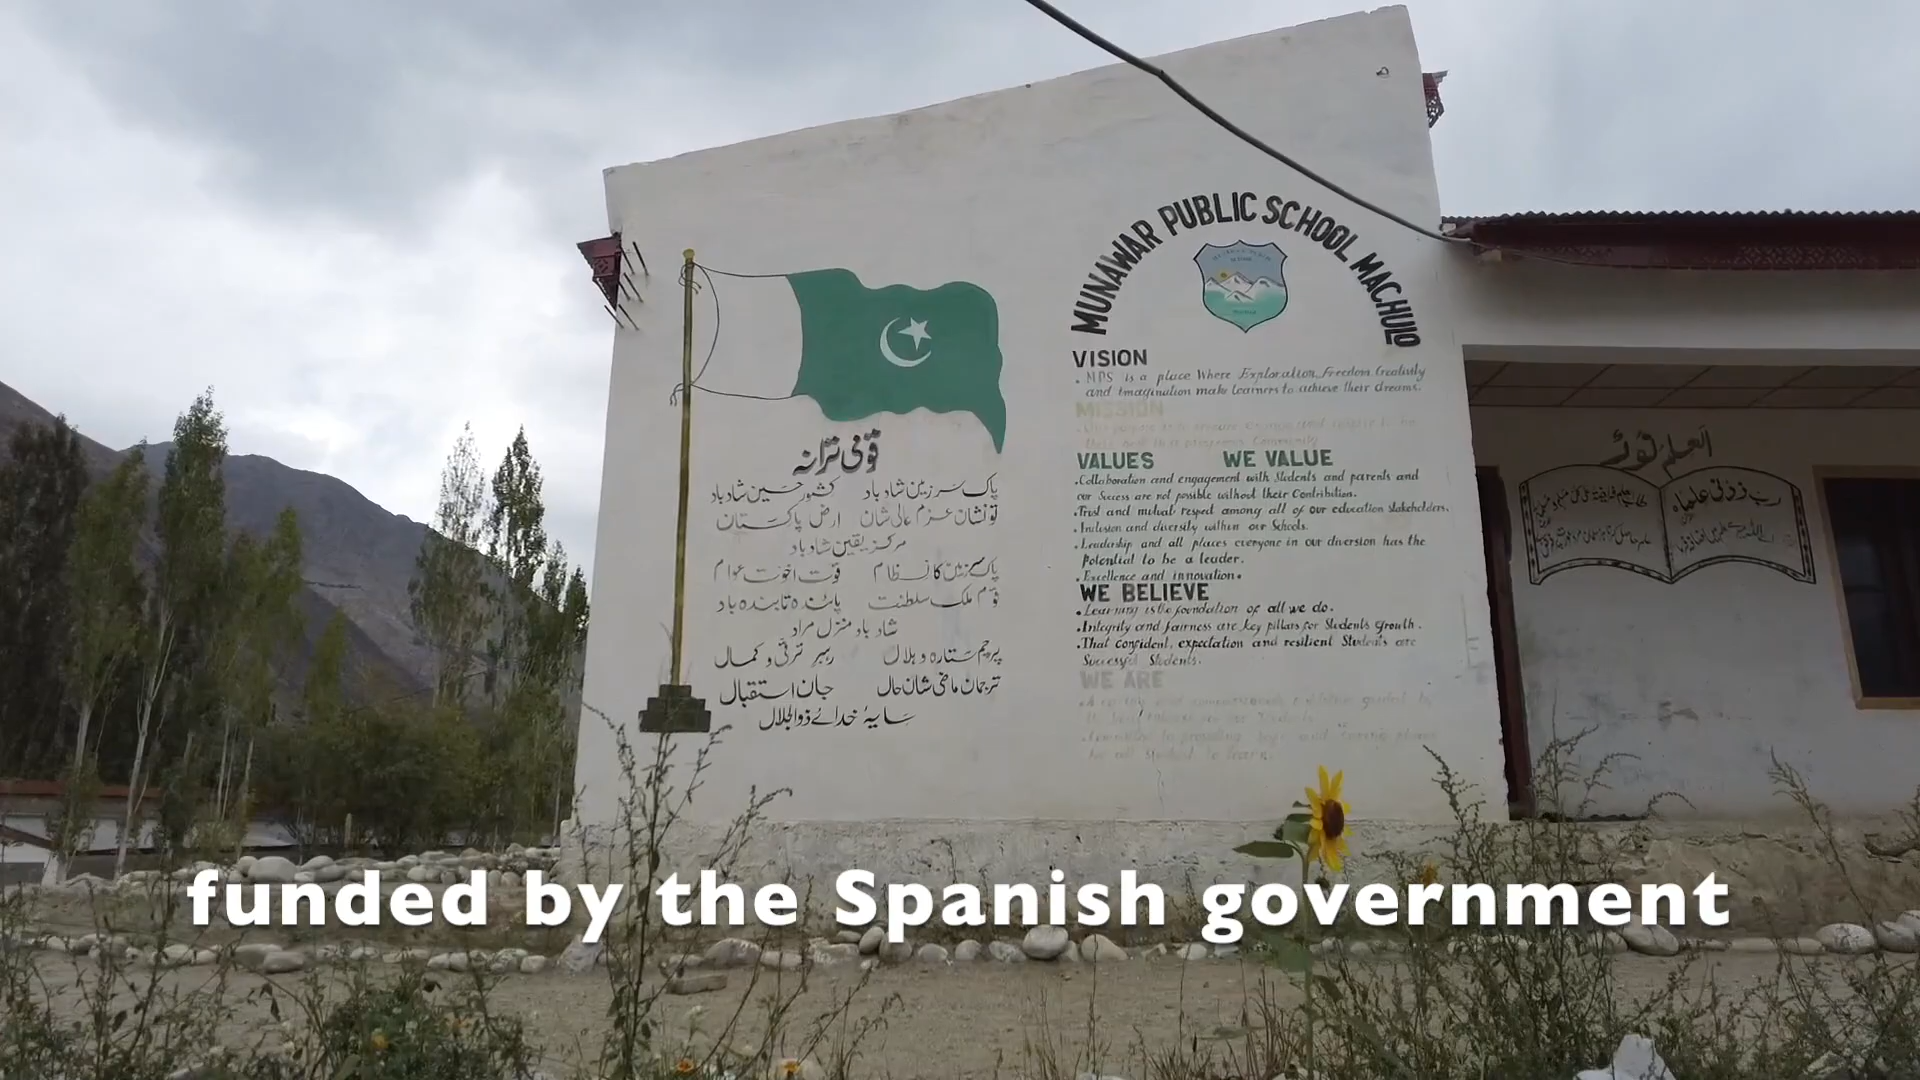 قومی ترانہ
پاک سرزمین شاد باد کشور حسین شاد باد
تو نشان عزم عالی شان ارض پاکستان
مرکز یقین شاد باد
پاک سرزمین کا نظام قوت اخوت عوام
قوم ملک سلطنت پائندہ تابندہ باد
شاد باد منزل مراد
پرچم ستارہ و ہلال رہبر ترقی و کمال
ترجمان ماضی شان حال جان استقبال
سایۂ خدائے ذوالجلال
MUNAWAR PUBLIC SCHOOL MACHULO
VISION
. MPS is a place Where Exploration, Freedom Creativity
and Imagination make learners to achieve their dreams.
MISSION
VALUES WE VALUE
. Collaboration and engagement with Students and parents and
our Success are not possible without their Contribution.
. Trust and mutual respect among all of our education stakeholders.
. Inclusion and diversity within our Schools.
. Leadership and all places everyone in our diversion has the
Potential to be a leader.
. Excellence and innovation.
WE BELIEVE
. Learning is the foundation of all we do.
. Integrity and fairness are key pillars for Students Growth.
. That confident, expectation and resilient Students are
Successful Students.
WE ARE
العلم نور
رب زدنی علما
funded by the Spanish government